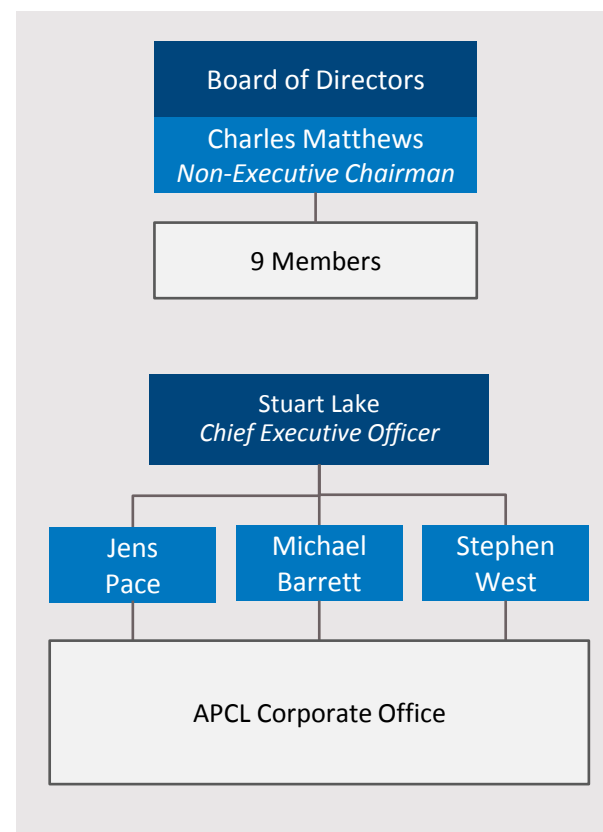 Board of Directors
Charles Matthews
Non-Executive Chairman
9 Members
Stuart Lake
Chief Executive Officer
Jens
Pace
Michael
Barrett
Stephen
West
APCL Corporate Office